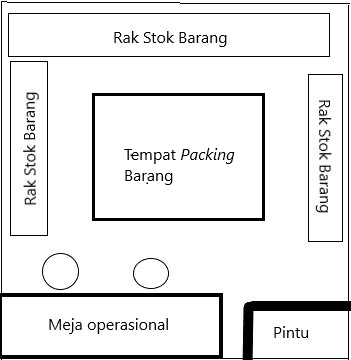 Rak Stok Barang
Rak Stok Barang
Tempat Packing
Barang
Rak Stok Barang
Meja operasional
Pintu